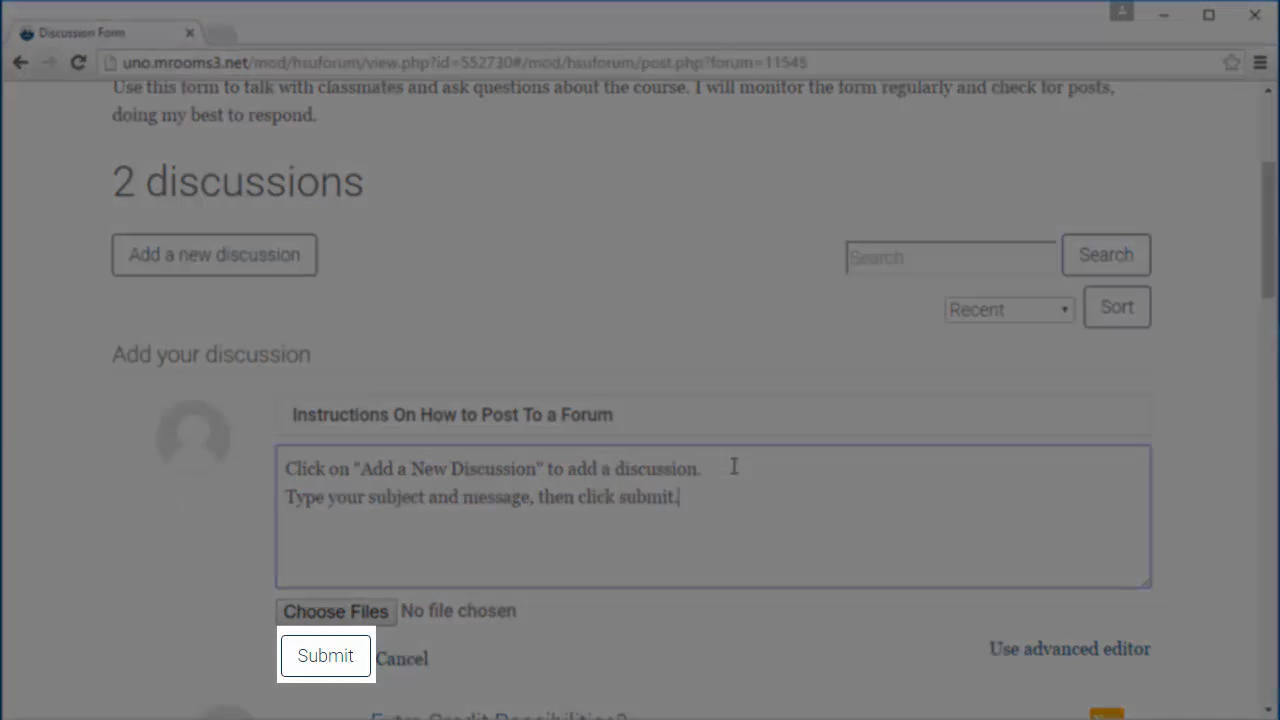 Discussion Form
uno.mrooms3.net/mod/hsuforum/view.php?id=552730#/mod/hsuforum/post.php?forum=11545
Use this form to talk with classmates and ask questions about the course. I will monitor the form regularly and check for posts,
doing my best to respond.
2 discussions
Add a new discussion
Search
Search
Recent
Sort
Add your discussion
Instructions On How to Post To a Forum
Click on "Add a New Discussion" to add a discussion.
Type your subject and message, then click submit.
Choose Files No file chosen
Submit Cancel
Use advanced editor
Extra Credit Possibilities?